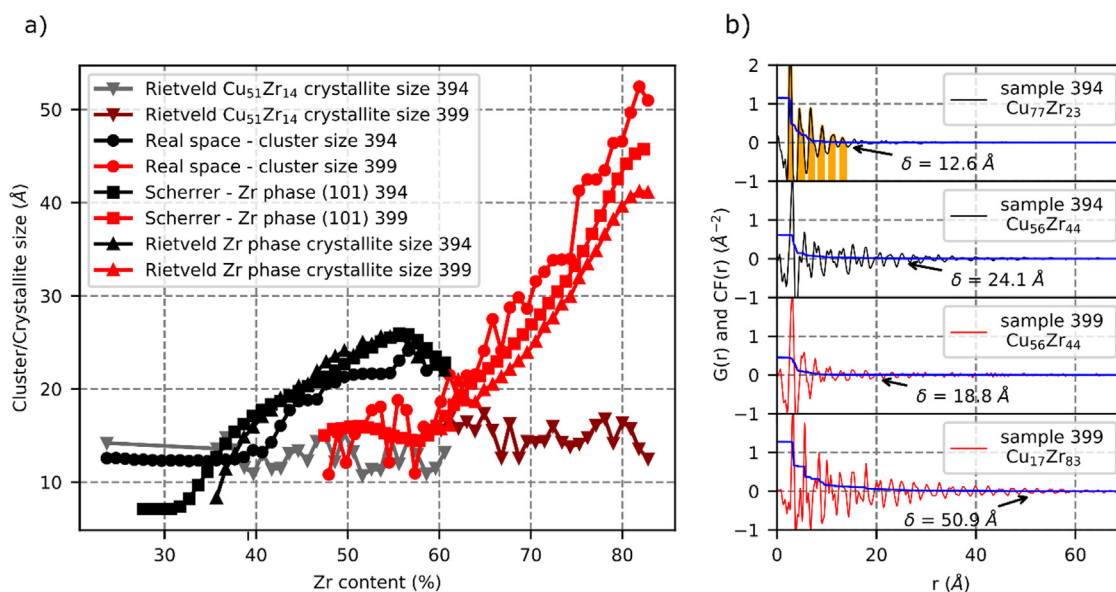 a)
Cluster/Crystallite size (Å)
50
40
30
20
10
Rietveld Cu₅₁Zr₁₄ crystallite size 394
Rietveld Cu₅₁Zr₁₄ crystallite size 399
Real space - cluster size 394
Real space - cluster size 399
Scherrer - Zr phase (101) 394
Scherrer - Zr phase (101) 399
Rietveld Zr phase crystallite size 394
Rietveld Zr phase crystallite size 399
30 40 50 60 70 80
Zr content (%)
b)
G(r) and CF(r) (Å⁻²)
2
1
0
−1
sample 394
Cu₇₇Zr₂₃
δ = 12.6 Å
1
0
−1
sample 394
Cu₅₆Zr₄₄
δ = 24.1 Å
1
0
−1
sample 399
Cu₅₆Zr₄₄
δ = 18.8 Å
1
0
−1
sample 399
Cu₁₇Zr₈₃
δ = 50.9 Å
0 20 40 60
r (Å)